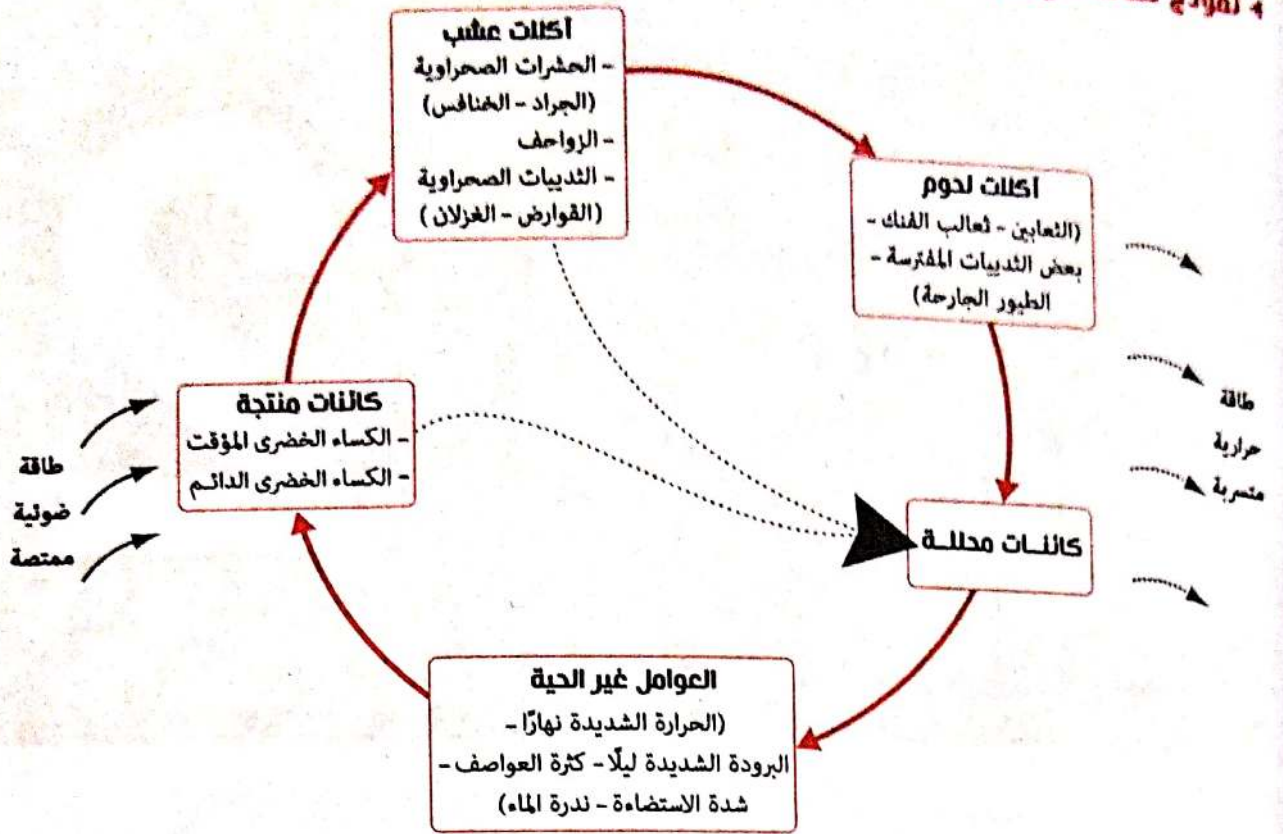 آكلات عشب
- الحشرات الصحراوية
(الجراد - الخنافس)
- الزواحف
- الثدييات الصحراوية
(القوارض - الغزلان)
آكلات لحوم
(الثعابين - ثعالب الفنك -
بعض الثدييات المفترسة -
الطيور الجارحة)
طاقة
حرارية
متسربة
كائنات منتجة
- الكساء الخضرى المؤقت
- الكساء الخضرى الدائم
طاقة
ضوئية
ممتصة
كائنات محللة
العوامل غير الحية
(الحرارة الشديدة نهارًا -
البرودة الشديدة ليلًا - كثرة العواصف -
شدة الاستضاءة - ندرة الماء)